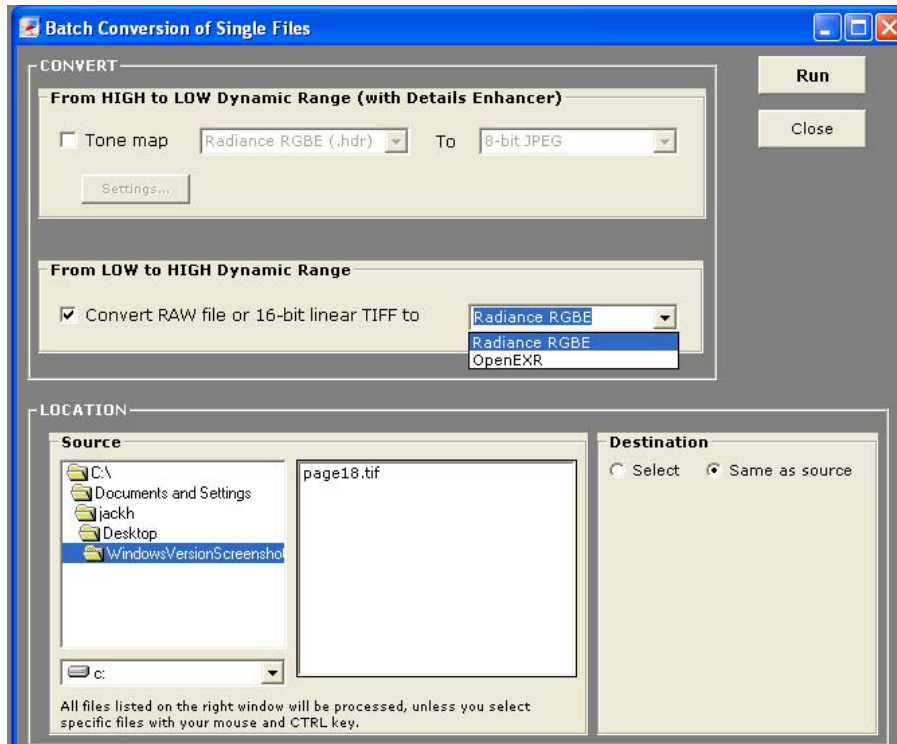 Batch Conversion of Single Files
CONVERT
Run
From HIGH to LOW Dynamic Range (with Details Enhancer)
Tone map Radiance RGBE (.hdr) To 8-bit JPEG
Close
Settings...
From LOW to HIGH Dynamic Range
Convert RAW file or 16-bit linear TIFF to Radiance RGBE
Radiance RGBE
OpenEXR
LOCATION
Source
C:\
Documents and Settings
jackh
Desktop
WindowsVersionScreenshot
page18.tif
c:
All files listed on the right window will be processed, unless you select
specific files with your mouse and CTRL key.
Destination
Select Same as source